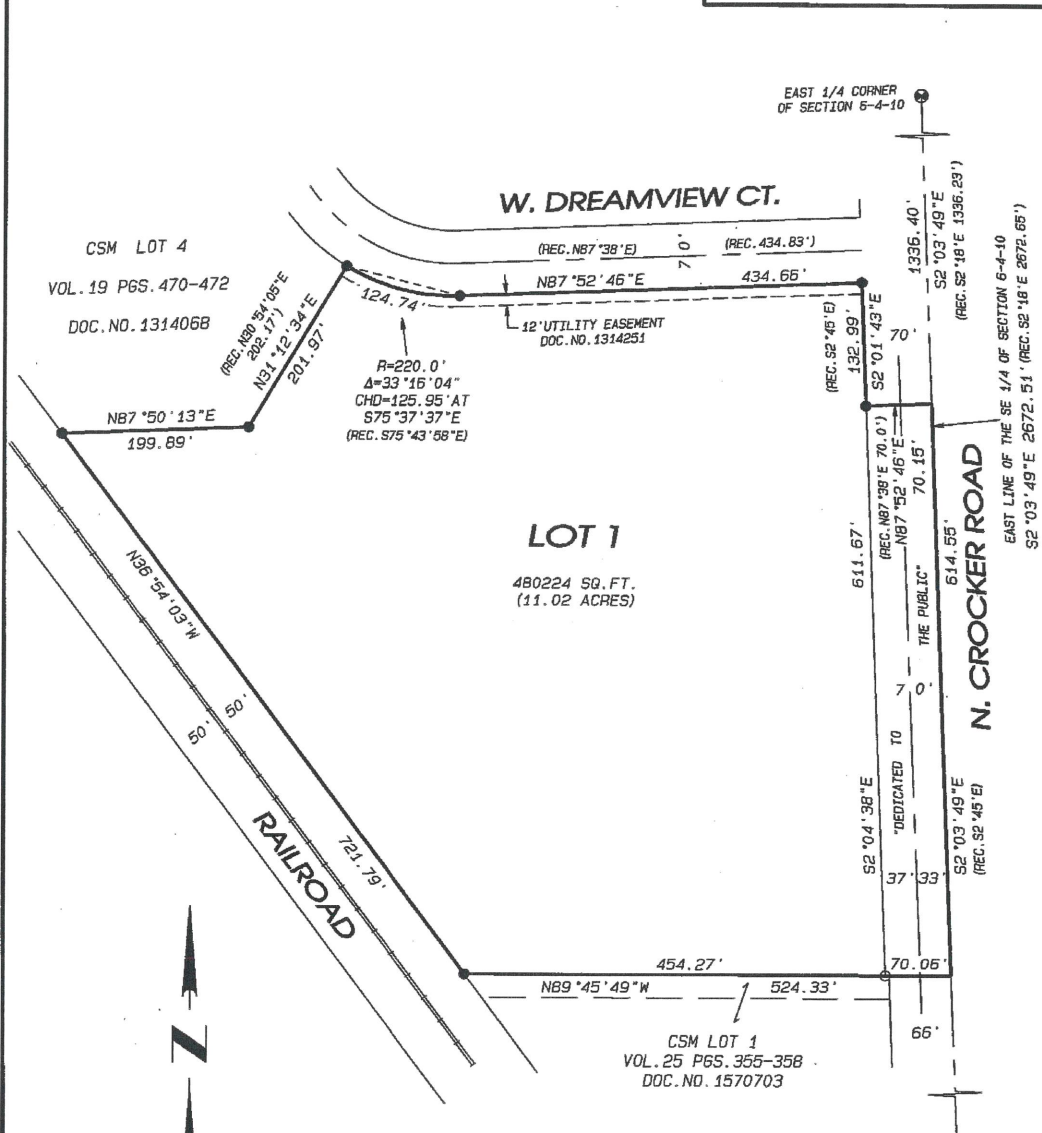 EAST 1/4 CORNER
OF SECTION 6-4-10
W. DREAMVIEW CT.
CSM LOT 4
VOL.19 PGS.470-472
DOC.NO.1314068
(REC.N87°38'E)
70'
(REC.434.83')
N87°52'46"E
434.66'
12'UTILITY EASEMENT
DOC.NO.1314251
124.74'
R=220.0'
Δ=33°16'04"
CHD=125.95'AT
S75°37'37"E
(REC.S75°43'58"E)
(REC.N30°54'05"E
202.17')
N31°12'34"E
201.97'
N87°50'13"E
199.89'
1336.40'
S2°03'49"E
(REC.S2°18'E 1336.23')
(REC.S2°45'E)
132.99'
S2°01'43"E
70'
EAST LINE OF THE SE 1/4 OF SECTION 6-4-10
S2°03'49"E 2672.51'(REC.S2°18'E 2672.65')
(REC.N87°38'E 70.0')
N87°52'46"E
70.15'
LOT 1
480224 SQ.FT.
(11.02 ACRES)
611.67'
614.55'
N. CROCKER ROAD
"DEDICATED TO THE PUBLIC"
70'
S2°04'38"E
S2°03'49"E
(REC.S2°45'E)
37'
33'
N36°54'03"W
721.79'
50'
50'
RAILROAD
454.27'
70.06'
N89°45'49"W
524.33'
66'
CSM LOT 1
VOL.25 PGS.355-358
DOC.NO.1570703
N